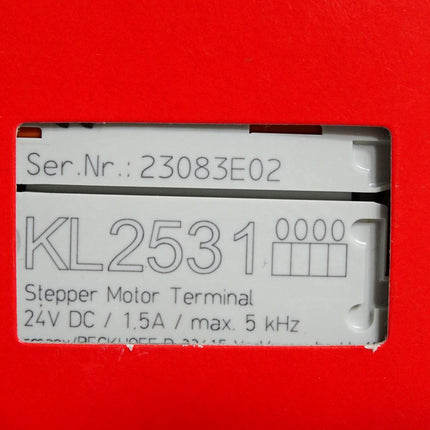 Ser.Nr.: 23083E02
KL2531 0000
Stepper Motor Terminal
24V DC / 1,5A / max. 5 kHz